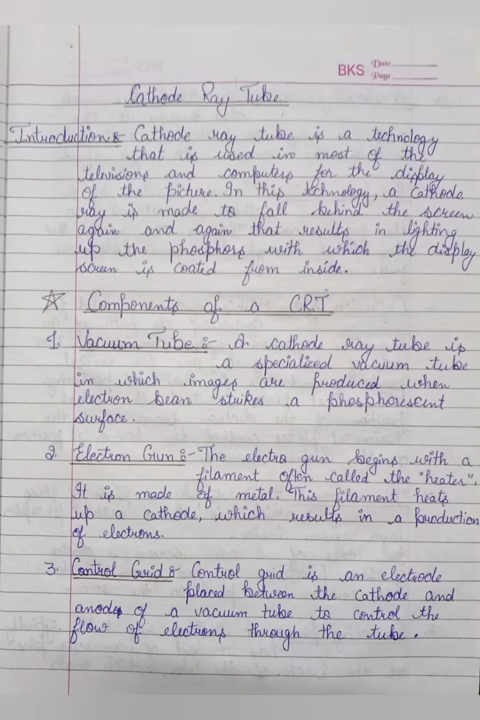 BKS Date
Page
Cathode Ray Tube
Introduction:- Cathode ray tube is a technology
that is used in most of the
televisions and computers for the display
of the picture. In this technology, a cathode
ray is made to fall behind the screen
again and again that results in lighting
up the phosphors with which the display
screen is coated from inside.
☆ Components of a CRT
1. Vacuum Tube:- A cathode ray tube is
a specialized vacuum tube
in which images are produced when
electron beam strikes a phosphorescent
surface.
2. Electron Gun:- The electro gun begins with a
filament often called the "heater".
It is made of metal. This filament heats
up a cathode, which results in a production
of electrons.
3. Control Grid:- Control grid is an electrode
placed between the cathode and
anodes of a vacuum tube to control the
flow of electrons through the tube.